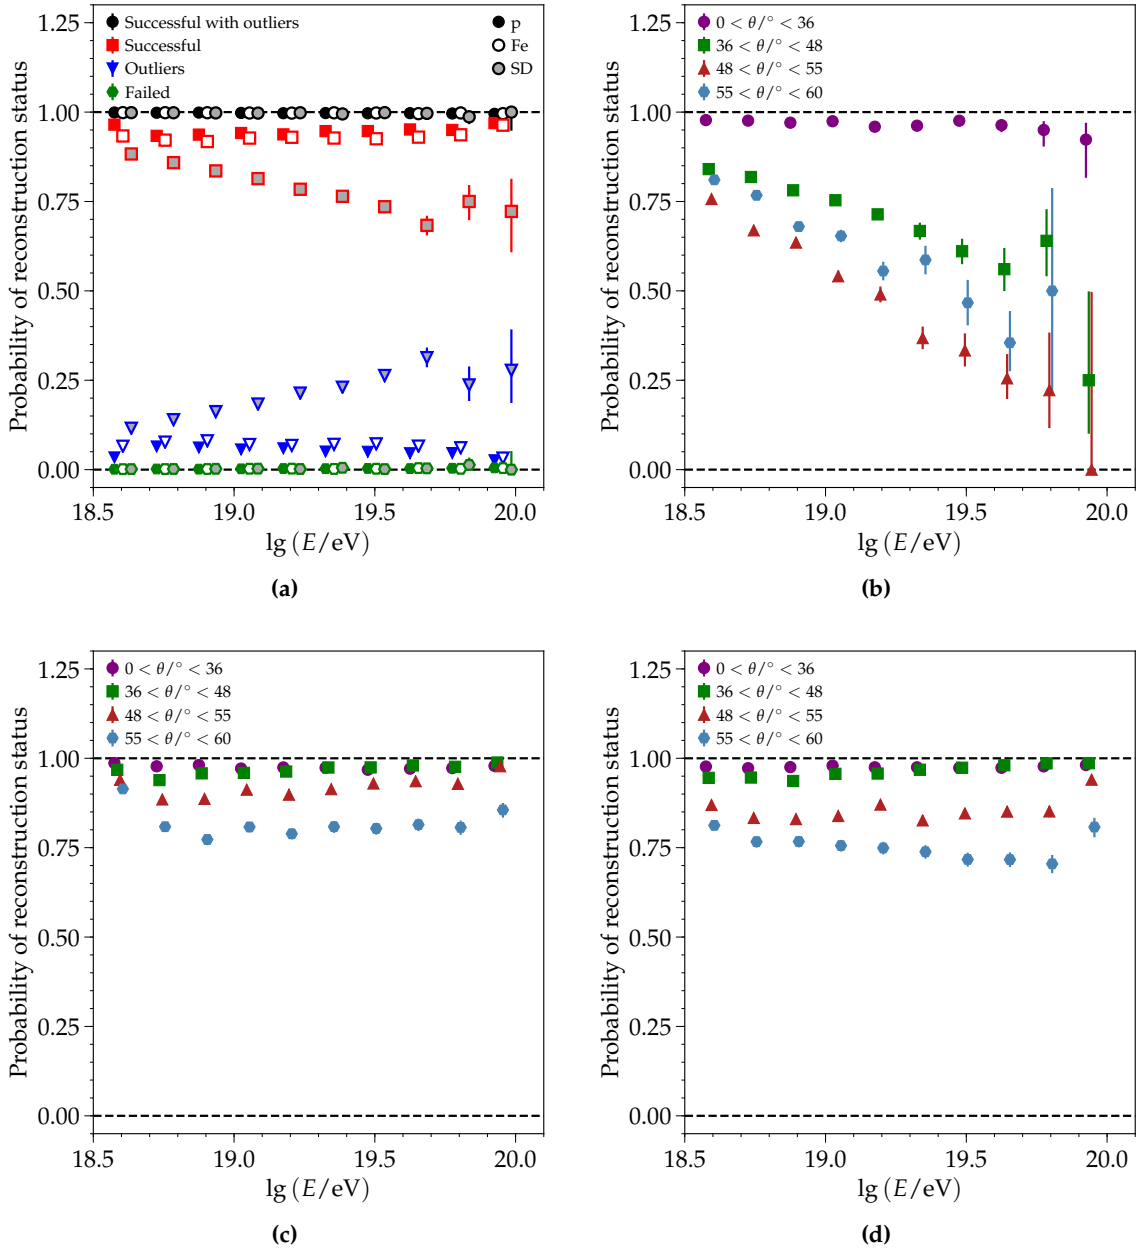 Successful with outliers
Successful
Outliers
Failed
p
Fe
SD
1.25
1.00
0.75
0.50
0.25
0.00
Probability of reconstruction status
18.5 19.0 19.5 20.0
lg (E/eV)
(a)
0 < θ/° < 36
36 < θ/° < 48
48 < θ/° < 55
55 < θ/° < 60
1.25
1.00
0.75
0.50
0.25
0.00
Probability of reconstruction status
18.5 19.0 19.5 20.0
lg (E/eV)
(b)
0 < θ/° < 36
36 < θ/° < 48
48 < θ/° < 55
55 < θ/° < 60
1.25
1.00
0.75
0.50
0.25
0.00
Probability of reconstruction status
18.5 19.0 19.5 20.0
lg (E/eV)
(c)
0 < θ/° < 36
36 < θ/° < 48
48 < θ/° < 55
55 < θ/° < 60
1.25
1.00
0.75
0.50
0.25
0.00
Probability of reconstruction status
18.5 19.0 19.5 20.0
lg (E/eV)
(d)